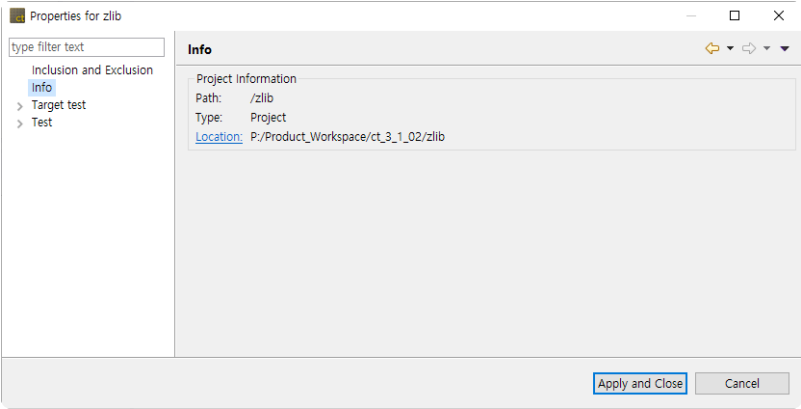 ct Properties for zlib
type filter text
Inclusion and Exclusion
Info
Target test
Test
Info
Project Information
Path: /zlib
Type: Project
Location: P:/Product_Workspace/ct_3_1_02/zlib
Apply and Close Cancel